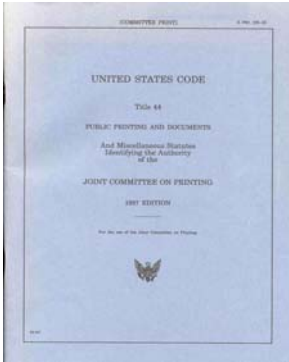 [COMMITTEE PRINT]
UNITED STATES CODE
Title 44
PUBLIC PRINTING AND DOCUMENTS
And Miscellaneous Statutes
Identifying the Authority
of the
JOINT COMMITTEE ON PRINTING
1987 EDITION
For the use of the Joint Committee on Printing